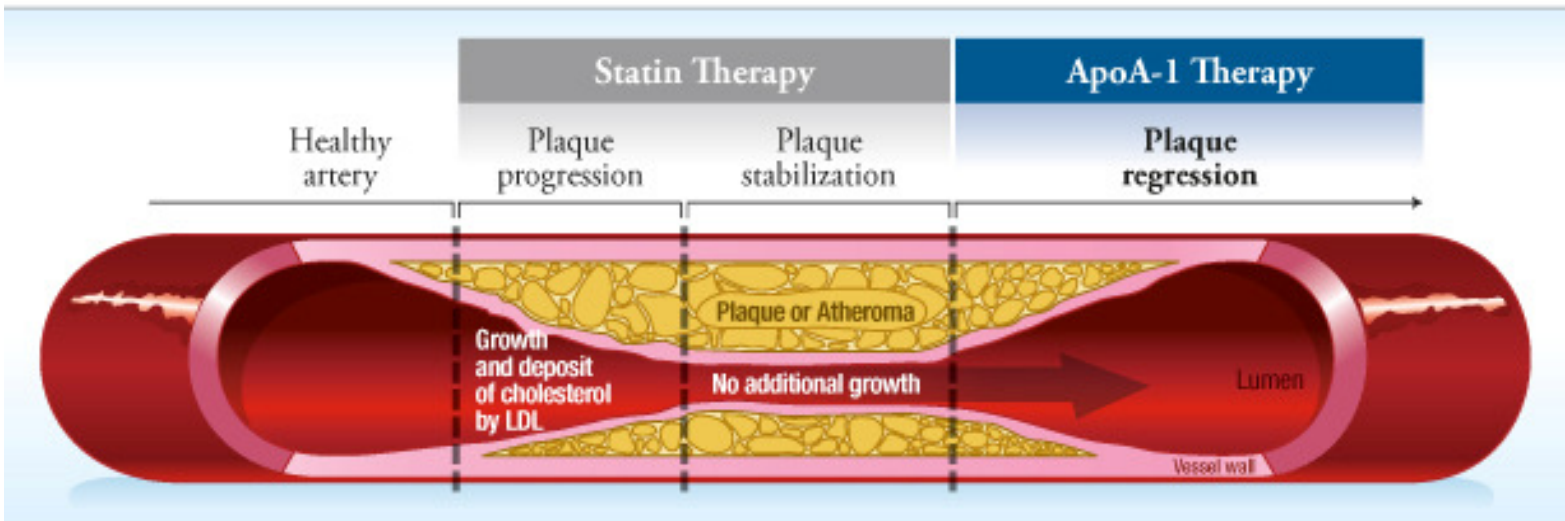 Statin Therapy
ApoA-1 Therapy
Healthy
artery
Plaque
progression
Plaque
stabilization
Plaque
regression
Plaque or Atheroma
Growth
and deposit
of cholesterol
by LDL
No additional growth
Lumen
Vessel wall